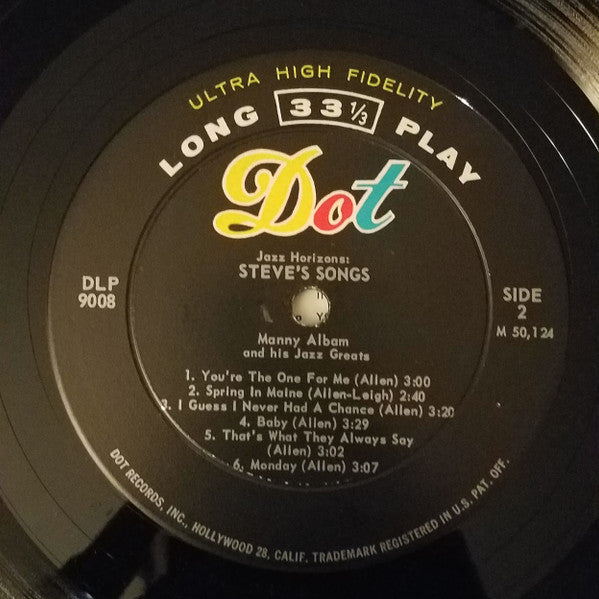 ULTRA HIGH FIDELITY
LONG 33 1/3 PLAY
Dot
Jazz Horizons:
STEVE'S SONGS
DLP
9008
SIDE
2
M 50,124
Manny Albam
and his Jazz Greats
1. You're The One For Me (Allen) 3:00
2. Spring In Maine (Allen-Leigh) 2:40
3. I Guess I Never Had A Chance (Allen) 3:20
4. Baby (Allen) 3:29
5. That's What They Always Say
(Allen) 3:02
6. Monday (Allen) 3:07
DOT RECORDS, INC., HOLLYWOOD 28, CALIF. TRADEMARK REGISTERED IN U.S. PAT. OFF.